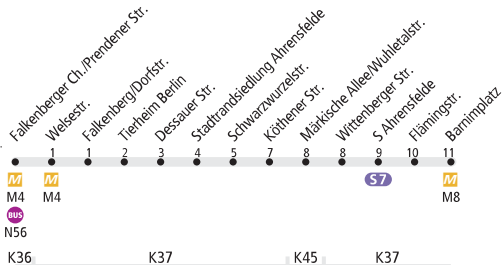 Falkenberger Ch./Prendener Str.
Welsestr.
Falkenberg/Dorfstr.
Tierheim Berlin
Dessauer Str.
Stadtrandsiedlung Ahrensfelde
Schwarzwurzelstr.
Köthener Str.
Märkische Allee/Wuhletalstr.
Wittenberger Str.
S Ahrensfelde
Flämingstr.
Barnimplatz
1 1 2 3 4 5 7 8 8 9 10 11
M M S7 M
M4 M4 M8
BUS
N56
K36 K37 K45 K37